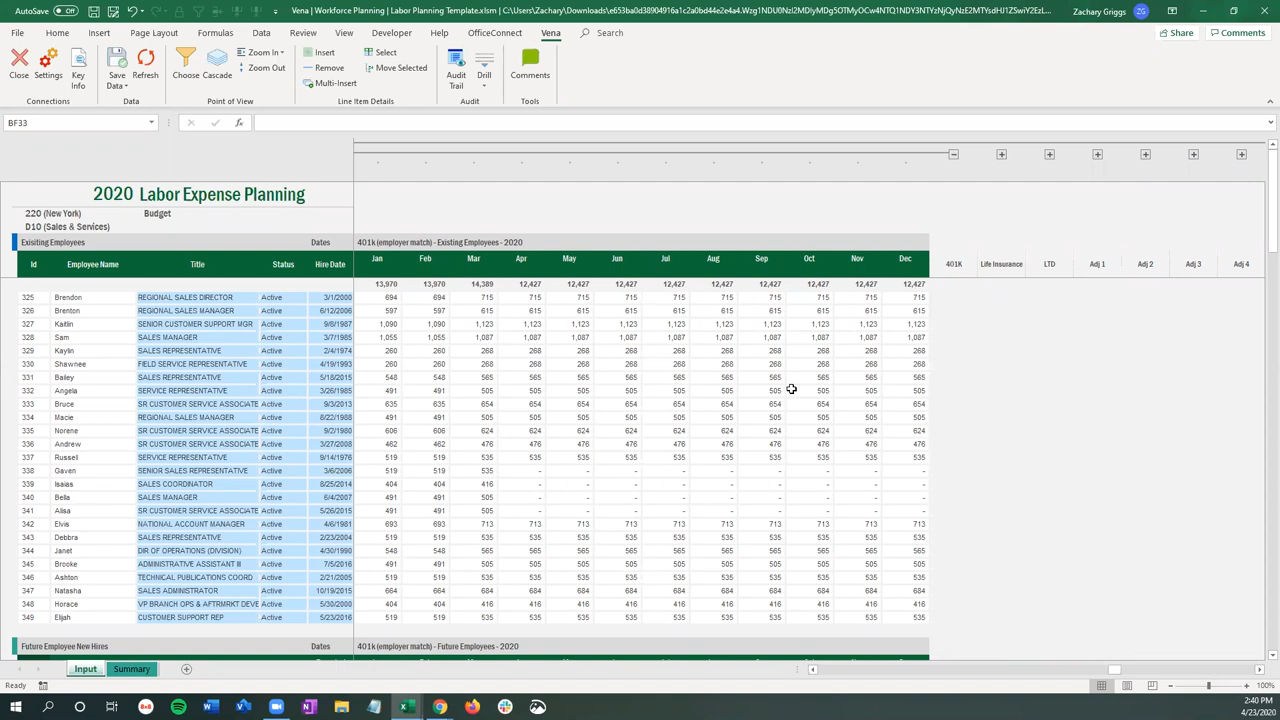 AutoSave Off Vena | Workforce Planning | Labor Planning Template.xlsm | C:\Users\Zachary\Downloads\ Zachary Griggs ZG
File Home Insert Page Layout Formulas Data Review View Developer Help OfficeConnect Vena Search Share Comments
Zoom In Insert Select
Zoom Out Remove Move Selected
Multi-Insert
Close Settings Key Info Save Data Refresh Choose Cascade Audit Trail Drill Comments
Connections Data Point of View Line Item Details Audit Tools
BF33 fx
2020 Labor Expense Planning
220 (New York) Budget
D10 (Sales & Services)
Exisiting Employees Dates 401k (employer match) - Existing Employees - 2020
Id Employee Name Title Status Hire Date Jan Feb Mar Apr May Jun Jul Aug Sep Oct Nov Dec 401K Life Insurance LTD Adj 1 Adj 2 Adj 3 Adj 4
13,970 13,970 14,389 12,427 12,427 12,427 12,427 12,427 12,427 12,427 12,427 12,427
325 Brendon REGIONAL SALES DIRECTOR Active 3/1/2000 694 694 715 715 715 715 715 715 715 715 715 715
326 Brenton REGIONAL SALES MANAGER Active 6/12/2006 597 597 615 615 615 615 615 615 615 615 615 615
327 Kaitlin SENIOR CUSTOMER SUPPORT MGR Active 9/8/1987 1,090 1,090 1,123 1,123 1,123 1,123 1,123 1,123 1,123 1,123 1,123 1,123
328 Sam SALES MANAGER Active 3/7/1985 1,055 1,055 1,087 1,087 1,087 1,087 1,087 1,087 1,087 1,087 1,087 1,087
329 Kaylin SALES REPRESENTATIVE Active 2/4/1974 260 260 268 268 268 268 268 268 268 268 268 268
330 Shawnee FIELD SERVICE REPRESENTATIVE Active 4/19/1993 260 260 268 268 268 268 268 268 268 268 268 268
331 Bailey SALES REPRESENTATIVE Active 5/18/2015 548 548 565 565 565 565 565 565 565 565 565 565
332 Angela SERVICE REPRESENTATIVE Active 3/26/1985 491 491 505 505 505 505 505 505 505 505 505 505
333 Bruce SR CUSTOMER SERVICE ASSOCIATE Active 9/3/2013 635 635 654 654 654 654 654 654 654 654 654 654
334 Macie REGIONAL SALES MANAGER Active 8/22/1988 491 491 505 505 505 505 505 505 505 505 505 505
335 Norene SR CUSTOMER SERVICE ASSOCIATE Active 9/2/1980 606 606 624 624 624 624 624 624 624 624 624 624
336 Andrew SR CUSTOMER SERVICE ASSOCIATE Active 3/27/2008 462 462 476 476 476 476 476 476 476 476 476 476
337 Russell SERVICE REPRESENTATIVE Active 9/14/1976 519 519 535 535 535 535 535 535 535 535 535 535
338 Gaven SENIOR SALES REPRESENTATIVE Active 3/6/2006 519 519 535 - - - - - - - - -
339 Isaias SALES COORDINATOR Active 8/25/2014 404 404 416 - - - - - - - - -
340 Bella SALES MANAGER Active 6/4/2007 491 491 505 - - - - - - - - -
341 Alisa SR CUSTOMER SERVICE ASSOCIATE Active 5/26/2015 491 491 505 - - - - - - - - -
342 Elvis NATIONAL ACCOUNT MANAGER Active 4/6/1981 693 693 713 713 713 713 713 713 713 713 713 713
343 Debbra SALES REPRESENTATIVE Active 2/23/2004 519 519 535 535 535 535 535 535 535 535 535 535
344 Janet DIR OF OPERATIONS (DIVISION) Active 4/30/1990 548 548 565 565 565 565 565 565 565 565 565 565
345 Brooke ADMINISTRATIVE ASSISTANT III Active 7/5/2016 491 491 505 505 505 505 505 505 505 505 505 505
346 Ashton TECHNICAL PUBLICATIONS COORD Active 2/21/2005 519 519 535 535 535 535 535 535 535 535 535 535
347 Natasha SALES ADMINISTRATOR Active 10/19/2015 664 664 684 684 684 684 684 684 684 684 684 684
348 Horace VP BRANCH OPS & AFTRMRKT DEVE Active 5/30/2000 404 404 416 416 416 416 416 416 416 416 416 416
349 Elijah CUSTOMER SUPPORT REP Active 5/23/2016 519 519 535 535 535 535 535 535 535 535 535 535
Future Employee New Hires Dates 401k (employer match) - Future Employees - 2020
Input Summary
Ready 100%
2:40 PM
4/23/2020